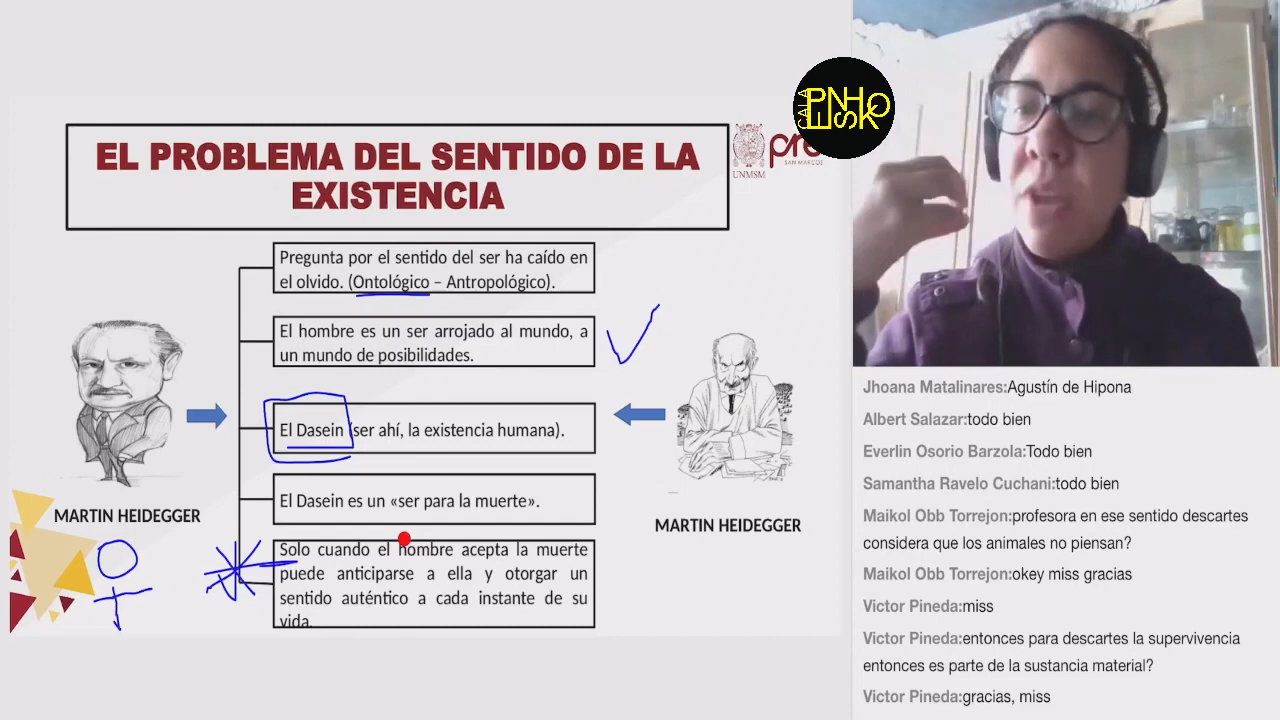 EL PROBLEMA DEL SENTIDO DE LA
EXISTENCIA
UNMSM
pre
SAN MARCOS
CALA
PNHO
ESK
Pregunta por el sentido del ser ha caído en
el olvido. (Ontológico – Antropológico).
El hombre es un ser arrojado al mundo, a
un mundo de posibilidades.
El Dasein (ser ahí, la existencia humana).
El Dasein es un «ser para la muerte».
Solo cuando el hombre acepta la muerte
puede anticiparse a ella y otorgar un
sentido auténtico a cada instante de su
vida.
MARTIN HEIDEGGER
MARTIN HEIDEGGER
Jhoana Matalinares:Agustín de Hipona
Albert Salazar:todo bien
Everlin Osorio Barzola:Todo bien
Samantha Ravelo Cuchani:todo bien
Maikol Obb Torrejon:profesora en ese sentido descartes
considera que los animales no piensan?
Maikol Obb Torrejon:okey miss gracias
Victor Pineda:miss
Victor Pineda:entonces para descartes la supervivencia
entonces es parte de la sustancia material?
Victor Pineda:gracias, miss